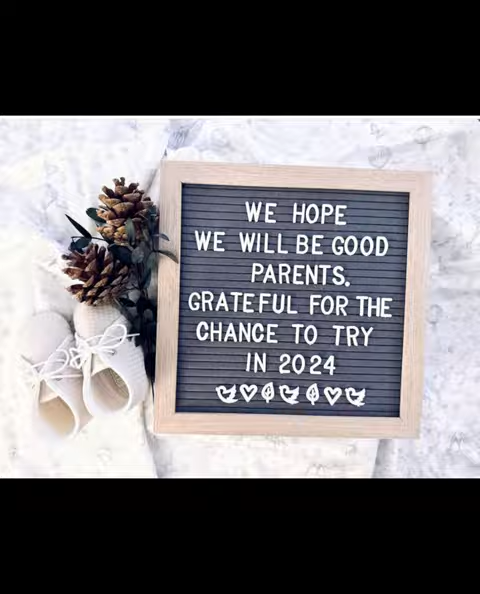 WE HOPE
WE WILL BE GOOD
PARENTS.
GRATEFUL FOR THE
CHANCE TO TRY
IN 2024